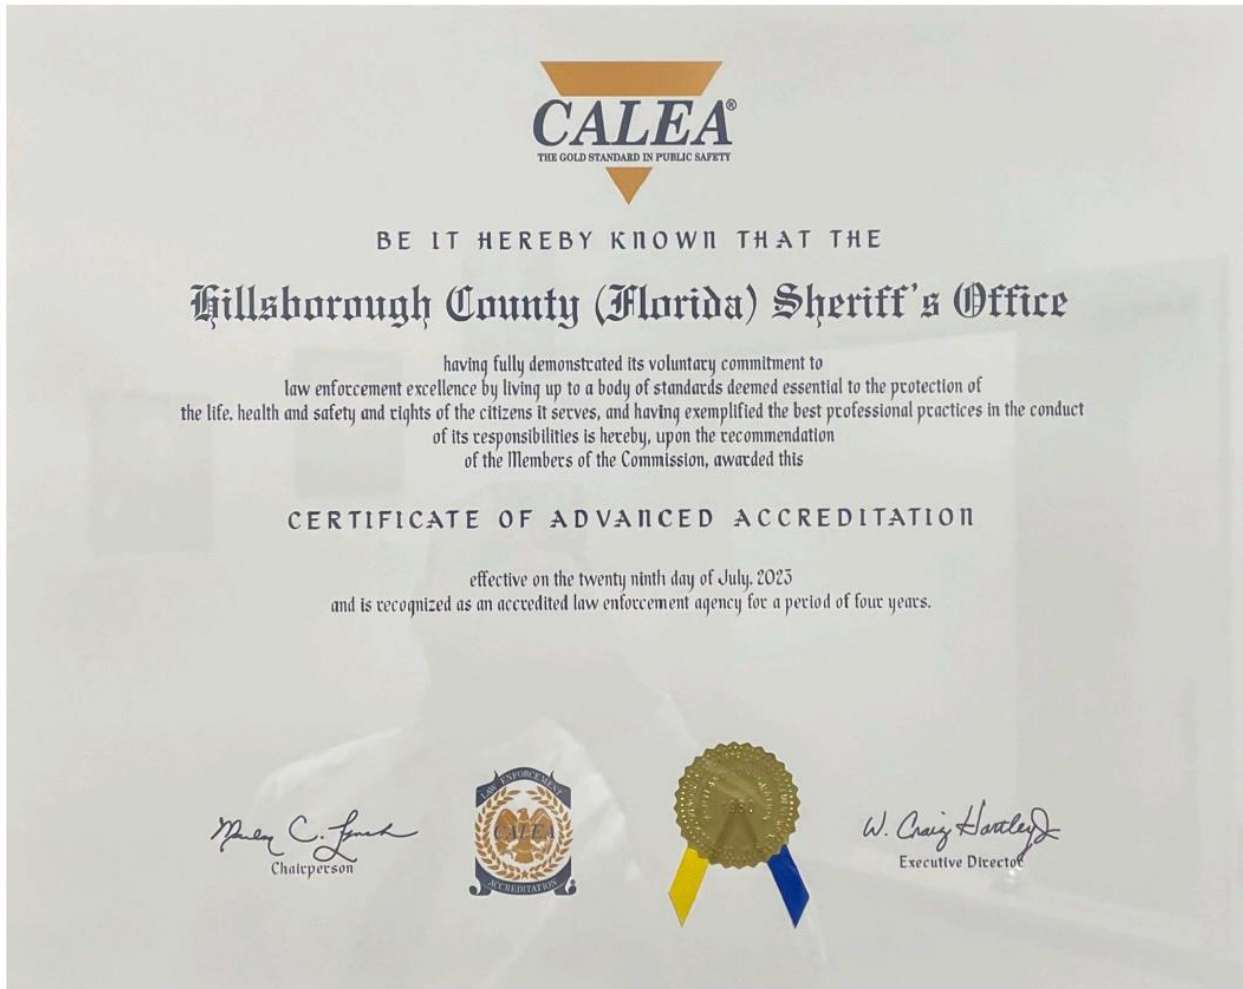 CALEA®
THE GOLD STANDARD IN PUBLIC SAFETY
BE IT HEREBY KNOWN THAT THE
Hillsborough County (Florida) Sheriff's Office
having fully demonstrated its voluntary commitment to
law enforcement excellence by living up to a body of standards deemed essential to the protection of
the life, health and safety and rights of the citizens it serves, and having exemplified the best professional practices in the conduct
of its responsibilities is hereby, upon the recommendation
of the Members of the Commission, awarded this
CERTIFICATE OF ADVANCED ACCREDITATION
effective on the twenty ninth day of July, 2023
and is recognized as an accredited law enforcement agency for a period of four years.
LAW ENFORCEMENT
CALEA
ACCREDITATION
C. Lynch
Chairperson
W. Craig Hartley Jr
Executive Director